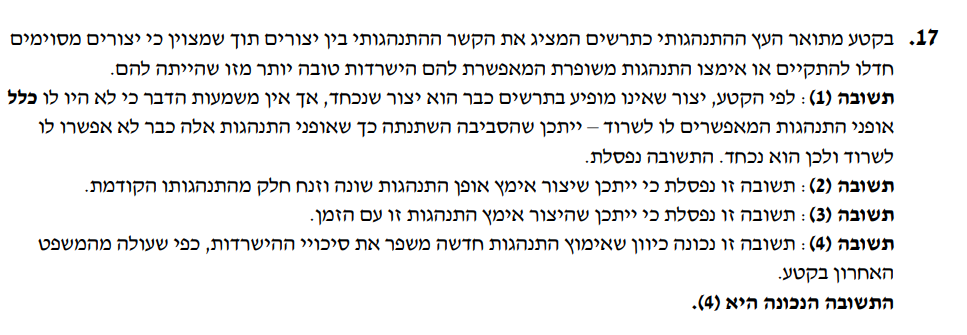 17. בקטע מתואר העץ ההתנהגותי כתרשים המציג את הקשר ההתנהגותי בין יצורים תוך שמצוין כי יצורים מסוימים
חדלו להתקיים או אימצו התנהגות משופרת המאפשרת להם הישרדות טובה יותר מזו שהייתה להם.
תשובה (1): לפי הקטע, יצור שאינו מופיע בתרשים כבר הוא יצור שנכחד, אך אין משמעות הדבר כי לא היו לו כלל
אופני התנהגות המאפשרים לו לשרוד – ייתכן שהסביבה השתנתה כך שאופני התנהגות אלה כבר לא אפשרו לו
לשרוד ולכן הוא נכחד. התשובה נפסלת.
תשובה (2): תשובה זו נפסלת כי ייתכן שיצור אימץ אופן התנהגות שונה וזנח חלק מהתנהגותו הקודמת.
תשובה (3): תשובה זו נפסלת כי ייתכן שהיצור אימץ התנהגות זו עם הזמן.
תשובה (4): תשובה זו נכונה כיוון שאימוץ התנהגות חדשה משפר את סיכויי ההישרדות, כפי שעולה מהמשפט
האחרון בקטע.
התשובה הנכונה היא (4).